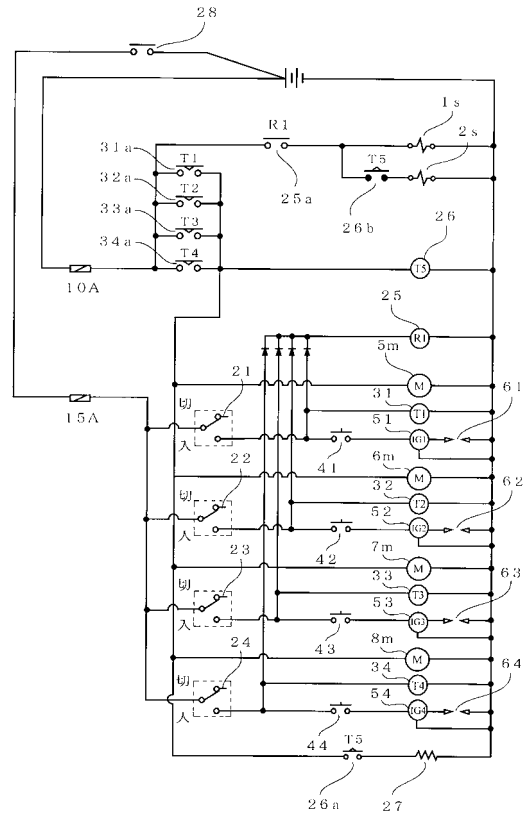 28
1s
R1
2s
31a
T1
T5
32a
T2
25a
33a
T3
26b
26
34a
T4
T5
10A
25
R1
5m
M
15A
切
21
31
T1
61
51
入
IG1
41
6m
M
22
32
62
切
T2
52
入
IG2
42
7m
M
23
33
63
切
T3
53
入
IG3
43
8m
M
24
34
64
切
T4
54
入
IG4
44
T5
26a
27